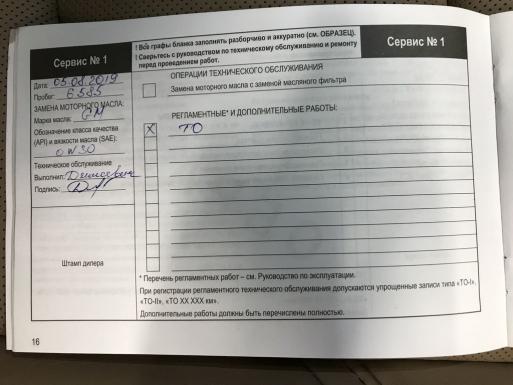 Сервис № 1
! Все графы бланка заполнять разборчиво и аккуратно (см. ОБРАЗЕЦ).
! Сверьтесь с руководством по техническому обслуживанию и ремонту
перед проведением работ.
Сервис № 1
Дата: 05.08.2019
Пробег: 6585
ЗАМЕНА МОТОРНОГО МАСЛА:
Марка масла: GM
Обозначение класса качества
(API) и вязкости масла (SAE):
0W30
Техническое обслуживание
Выполнил:
Подпись:
Штамп дилера
ОПЕРАЦИИ ТЕХНИЧЕСКОГО ОБСЛУЖИВАНИЯ
Замена моторного масла с заменой масляного фильтра
РЕГЛАМЕНТНЫЕ* И ДОПОЛНИТЕЛЬНЫЕ РАБОТЫ:
X ТО
* Перечень регламентных работ – см. Руководство по эксплуатации.
При регистрации регламентного технического обслуживания допускаются упрощенные записи типа «ТО-I»,
«ТО-II», «ТО XX XXX км».
Дополнительные работы должны быть перечислены полностью.
16